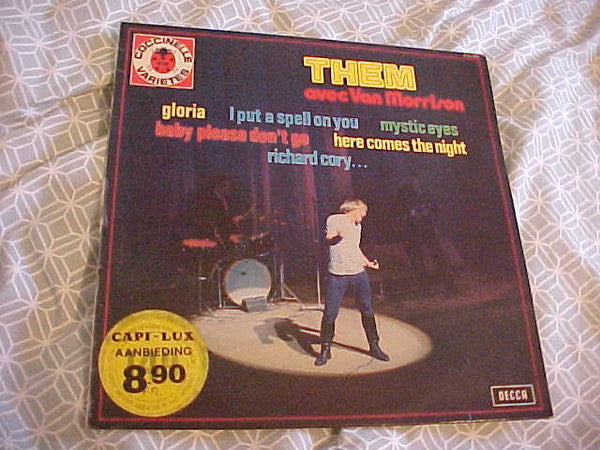 COCCINELLE
VARIETES
THEM
avec Van Morrison
gloria
I put a spell on you
mystic eyes
baby please don't go
here comes the night
richard cory...
CAPI-LUX
AANBIEDING
8.90
DECCA